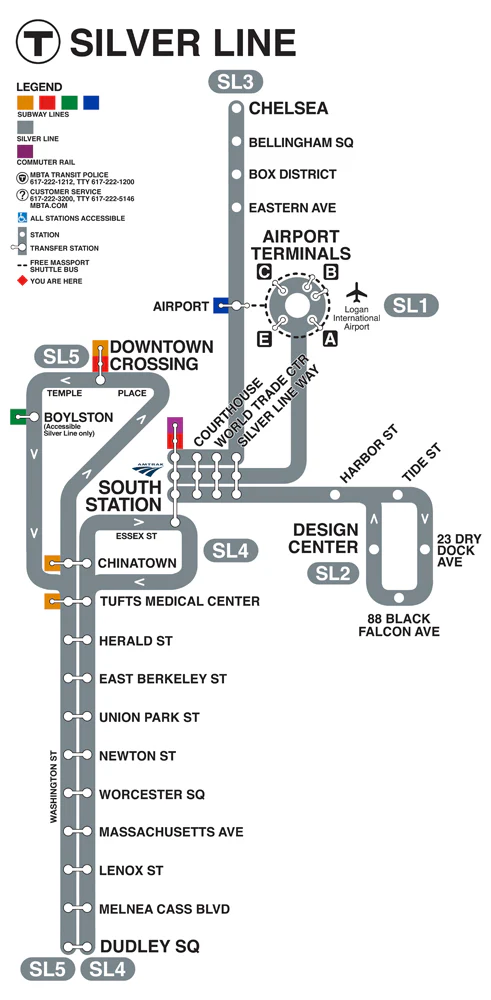 T SILVER LINE
LEGEND
SUBWAY LINES
SILVER LINE
COMMUTER RAIL
T MBTA TRANSIT POLICE
617-222-1212, TTY 617-222-1200
? CUSTOMER SERVICE
617-222-3200, TTY 617-222-5146
MBTA.COM
ALL STATIONS ACCESSIBLE
STATION
TRANSFER STATION
FREE MASSPORT
SHUTTLE BUS
YOU ARE HERE
SL3
CHELSEA
BELLINGHAM SQ
BOX DISTRICT
EASTERN AVE
AIRPORT
TERMINALS
C
B
E
A
AIRPORT
Logan
International
Airport
SL1
SL5
DOWNTOWN
CROSSING
TEMPLE PLACE
BOYLSTON
(Accessible
Silver Line only)
COURTHOUSE
WORLD TRADE CTR
SILVER LINE WAY
AMTRAK
SOUTH
STATION
HARBOR ST
TIDE ST
ESSEX ST
SL4
DESIGN
CENTER
SL2
23 DRY
DOCK
AVE
88 BLACK
FALCON AVE
CHINATOWN
TUFTS MEDICAL CENTER
HERALD ST
EAST BERKELEY ST
UNION PARK ST
NEWTON ST
WASHINGTON ST
WORCESTER SQ
MASSACHUSETTS AVE
LENOX ST
MELNEA CASS BLVD
DUDLEY SQ
SL5 SL4